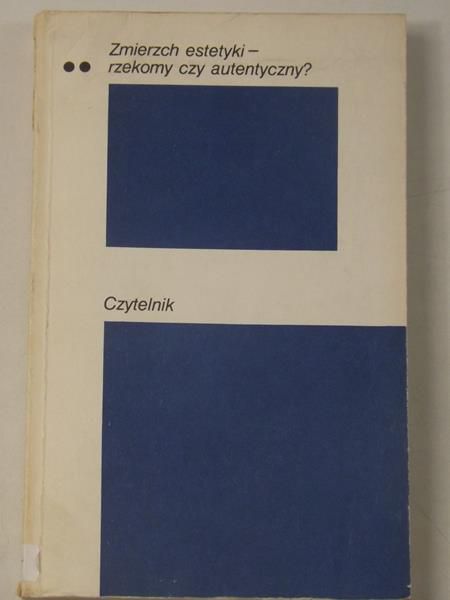 Zmierzch estetyki –
rzekomy czy autentyczny?
Czytelnik